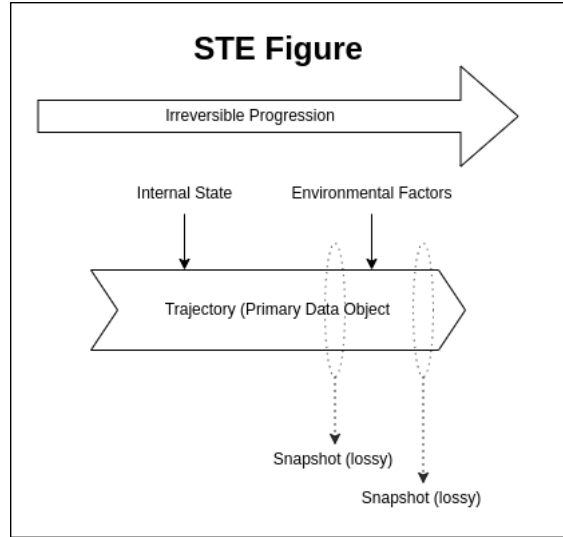 STE Figure
Irreversible Progression
Internal State
Environmental Factors
Trajectory (Primary Data Object
Snapshot (lossy)
Snapshot (lossy)